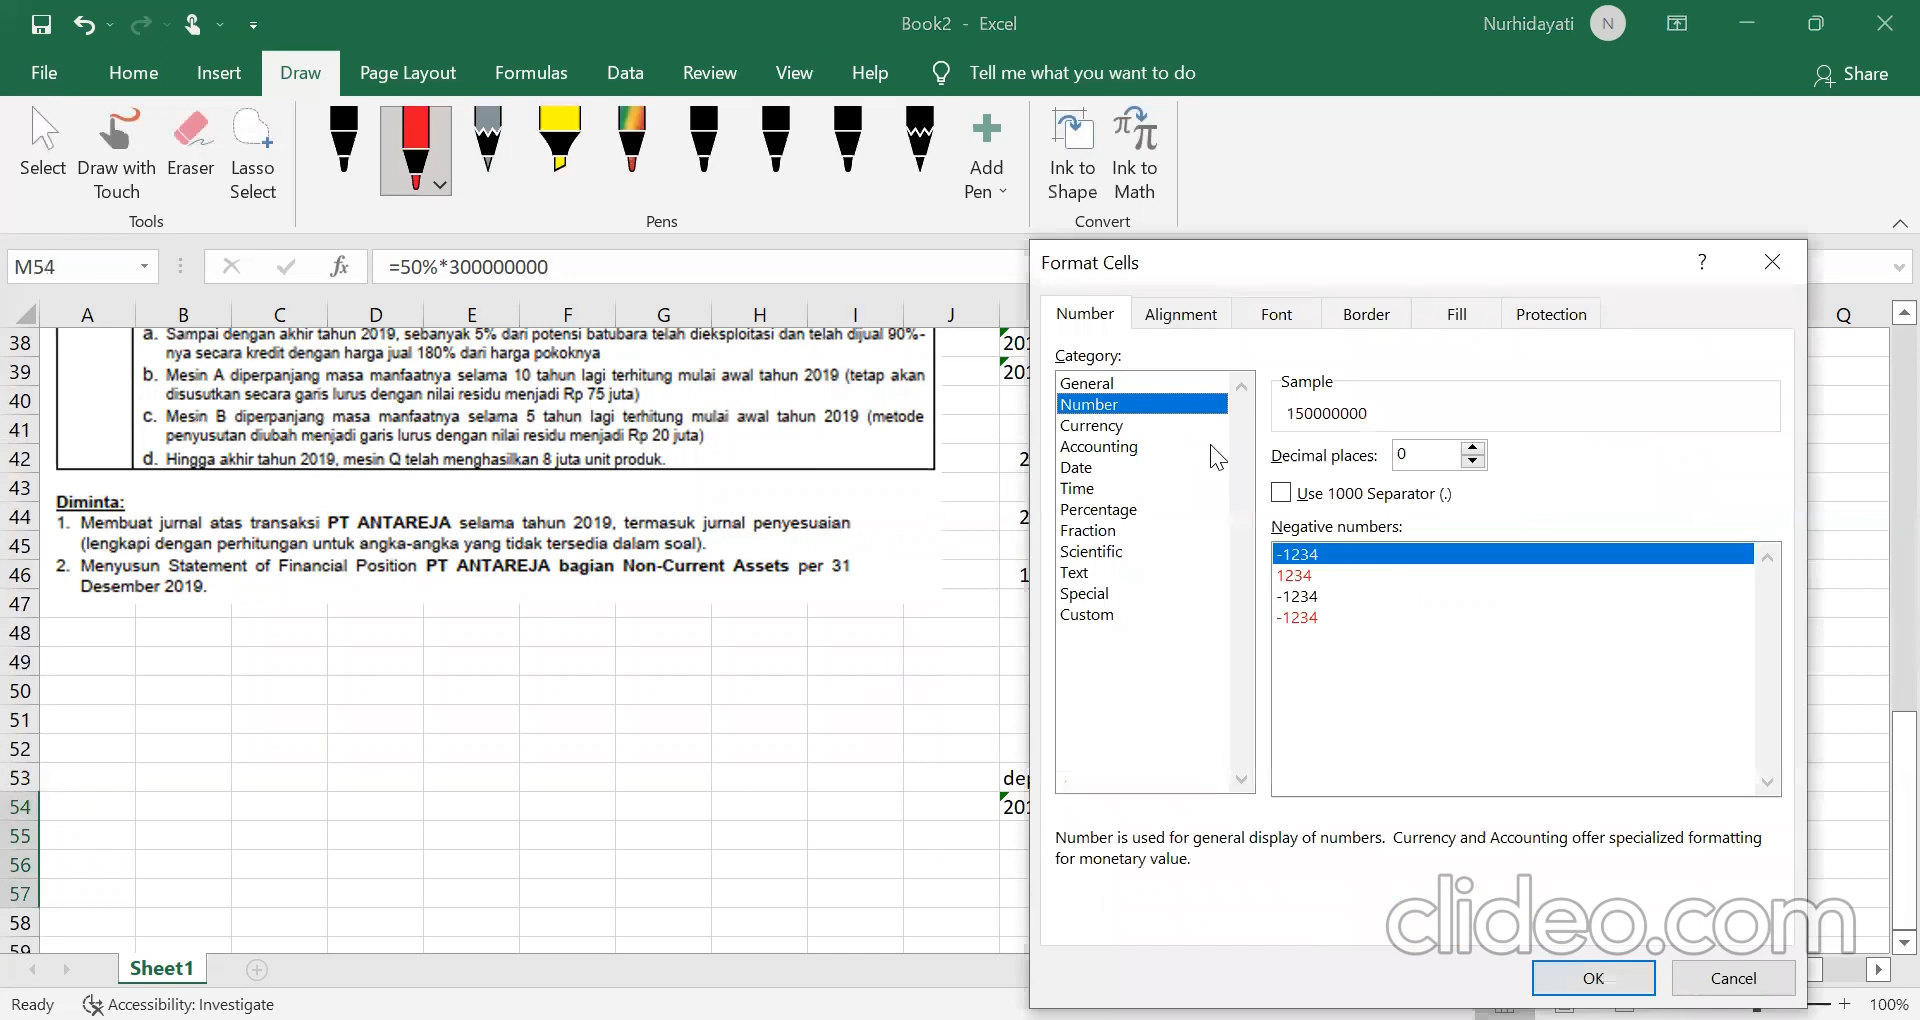 Book2 - Excel
Nurhidayati N
File Home Insert Draw Page Layout Formulas Data Review View Help Tell me what you want to do Share
Select Draw with Touch Eraser Lasso Select
Add Pen
Ink to Shape Ink to Math
Tools Pens Convert
M54 fx =50%*300000000
A B C D E F G H I J Q
38 a. Sampai dengan akhir tahun 2019, sebanyak 5% dari potensi batubara telah dieksploitasi dan telah dijual 90%-
nya secara kredit dengan harga jual 180% dari harga pokoknya
39 b. Mesin A diperpanjang masa manfaatnya selama 10 tahun lagi terhitung mulai awal tahun 2019 (tetap akan
40 disusutkan secara garis lurus dengan nilai residu menjadi Rp 75 juta)
41 c. Mesin B diperpanjang masa manfaatnya selama 5 tahun lagi terhitung mulai awal tahun 2019 (metode
penyusutan diubah menjadi garis lurus dengan nilai residu menjadi Rp 20 juta)
42 d. Hingga akhir tahun 2019, mesin Q telah menghasilkan 8 juta unit produk.
43
Diminta:
44 1. Membuat jurnal atas transaksi PT ANTAREJA selama tahun 2019, termasuk jurnal penyesuaian
45 (lengkapi dengan perhitungan untuk angka-angka yang tidak tersedia dalam soal).
46 2. Menyusun Statement of Financial Position PT ANTAREJA bagian Non-Current Assets per 31
Desember 2019.
47
48
49
50
51
52
53
54
55
56
57
58
59
201
201
2
2
1
dep
201
Format Cells ?
Number Alignment Font Border Fill Protection
Category:
General
Number
Currency
Accounting
Date
Time
Percentage
Fraction
Scientific
Text
Special
Custom
Sample
150000000
Decimal places: 0
Use 1000 Separator (.)
Negative numbers:
-1234
1234
-1234
-1234
Number is used for general display of numbers. Currency and Accounting offer specialized formatting
for monetary value.
clideo.com
OK Cancel
Sheet1
Ready Accessibility: Investigate 100%